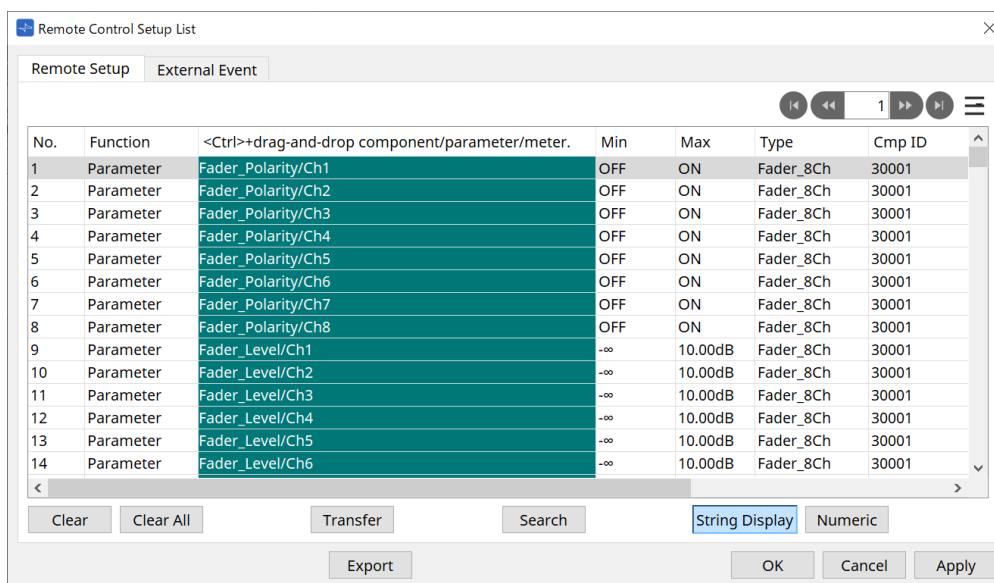 Remote Control Setup List
Remote Setup External Event
1
No. Function <Ctrl>+drag-and-drop component/parameter/meter. Min Max Type Cmp ID
1 Parameter Fader_Polarity/Ch1 OFF ON Fader_8Ch 30001
2 Parameter Fader_Polarity/Ch2 OFF ON Fader_8Ch 30001
3 Parameter Fader_Polarity/Ch3 OFF ON Fader_8Ch 30001
4 Parameter Fader_Polarity/Ch4 OFF ON Fader_8Ch 30001
5 Parameter Fader_Polarity/Ch5 OFF ON Fader_8Ch 30001
6 Parameter Fader_Polarity/Ch6 OFF ON Fader_8Ch 30001
7 Parameter Fader_Polarity/Ch7 OFF ON Fader_8Ch 30001
8 Parameter Fader_Polarity/Ch8 OFF ON Fader_8Ch 30001
9 Parameter Fader_Level/Ch1 -∞ 10.00dB Fader_8Ch 30001
10 Parameter Fader_Level/Ch2 -∞ 10.00dB Fader_8Ch 30001
11 Parameter Fader_Level/Ch3 -∞ 10.00dB Fader_8Ch 30001
12 Parameter Fader_Level/Ch4 -∞ 10.00dB Fader_8Ch 30001
13 Parameter Fader_Level/Ch5 -∞ 10.00dB Fader_8Ch 30001
14 Parameter Fader_Level/Ch6 -∞ 10.00dB Fader_8Ch 30001
Clear Clear All Transfer Search String Display Numeric
Export OK Cancel Apply